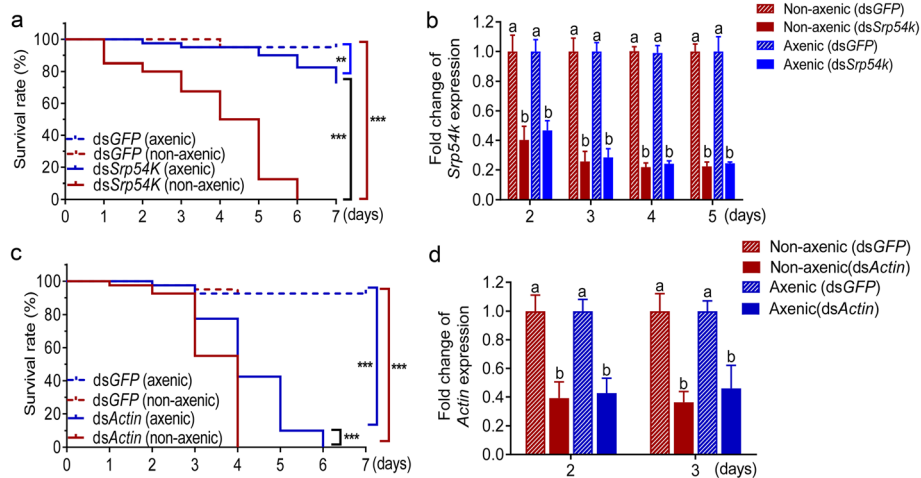 a
Survival rate (%)
100
80
60
40
20
0
dsGFP (axenic)
dsGFP (non-axenic)
dsSrp54K (axenic)
dsSrp54K (non-axenic)
**
***
***
0 1 2 3 4 5 6 7 (days)
b
Non-axenic (dsGFP)
Non-axenic (dsSrp54k)
Axenic (dsGFP)
Axenic (dsSrp54k)
Fold change of
Srp54k expression
1.2
1.0
0.8
0.6
0.4
0.2
0.0
a a a a a a a a
b b b b b b b b
2 3 4 5 (days)
c
Survival rate (%)
100
80
60
40
20
0
dsGFP (axenic)
dsGFP (non-axenic)
dsActin (axenic)
dsActin (non-axenic)
***
***
***
0 1 2 3 4 5 6 7 (days)
d
Non-axenic (dsGFP)
Non-axenic(dsActin)
Axenic (dsGFP)
Axenic(dsActin)
Fold change of
Actin expression
1.2
1.0
0.8
0.6
0.4
0.2
0.0
a a a a
b b b b
2 3 (days)